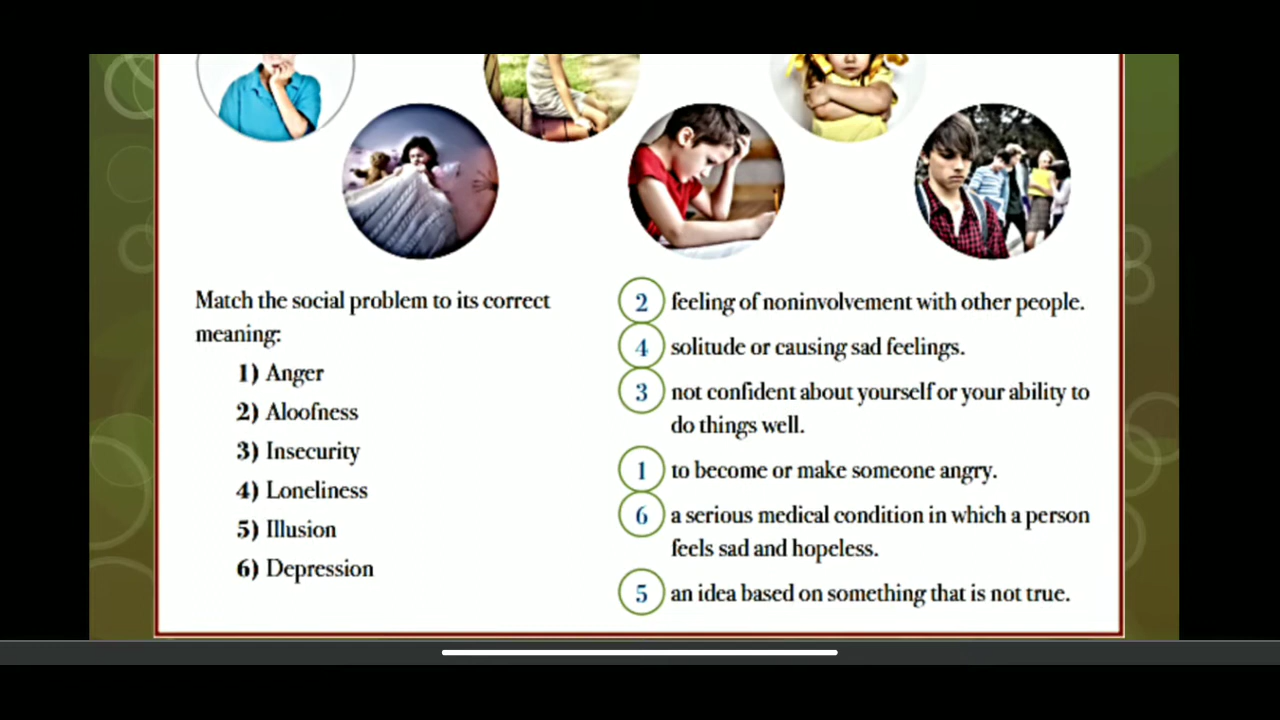 Match the social problem to its correct
meaning:
1) Anger
2) Aloofness
3) Insecurity
4) Loneliness
5) Illusion
6) Depression
2 feeling of noninvolvement with other people.
4 solitude or causing sad feelings.
3 not confident about yourself or your ability to
do things well.
1 to become or make someone angry.
6 a serious medical condition in which a person
feels sad and hopeless.
5 an idea based on something that is not true.